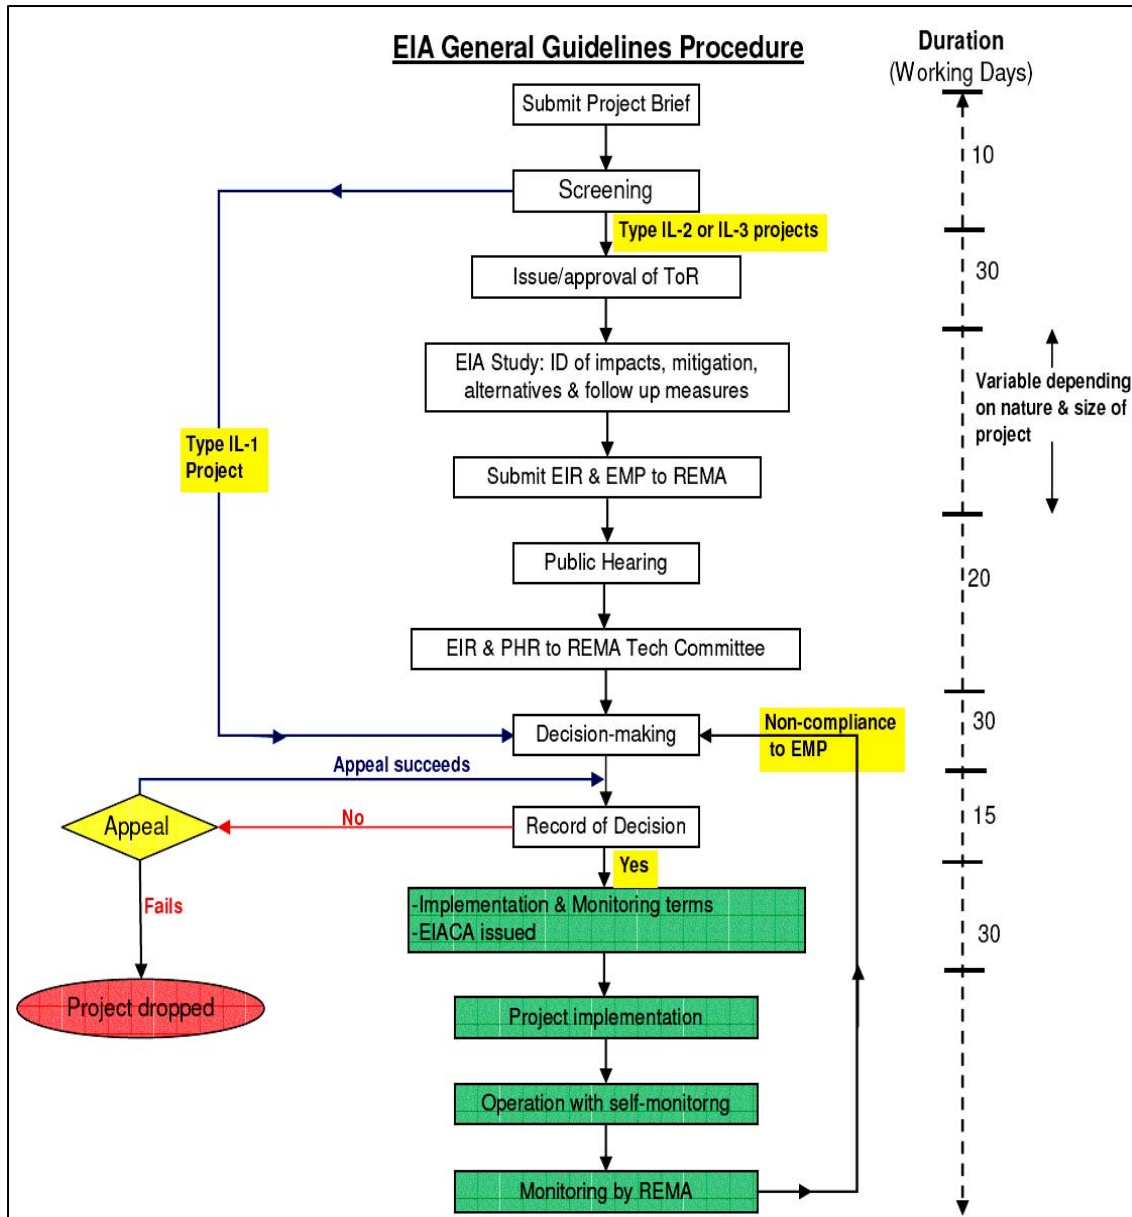 EIA General Guidelines Procedure
Duration
(Working Days)
Submit Project Brief
10
Screening
Type IL-2 or IL-3 projects
30
Issue/approval of ToR
EIA Study: ID of impacts, mitigation,
alternatives & follow up measures
Variable depending
on nature & size of
project
Type IL-1
Project
Submit EIR & EMP to REMA
Public Hearing
20
EIR & PHR to REMA Tech Committee
Non-compliance
to EMP
30
Decision-making
Appeal succeeds
Appeal
No
Record of Decision
15
Yes
Fails
-Implementation & Monitoring terms
-EIACA issued
30
Project dropped
Project implementation
Operation with self-monitorng
Monitoring by REMA